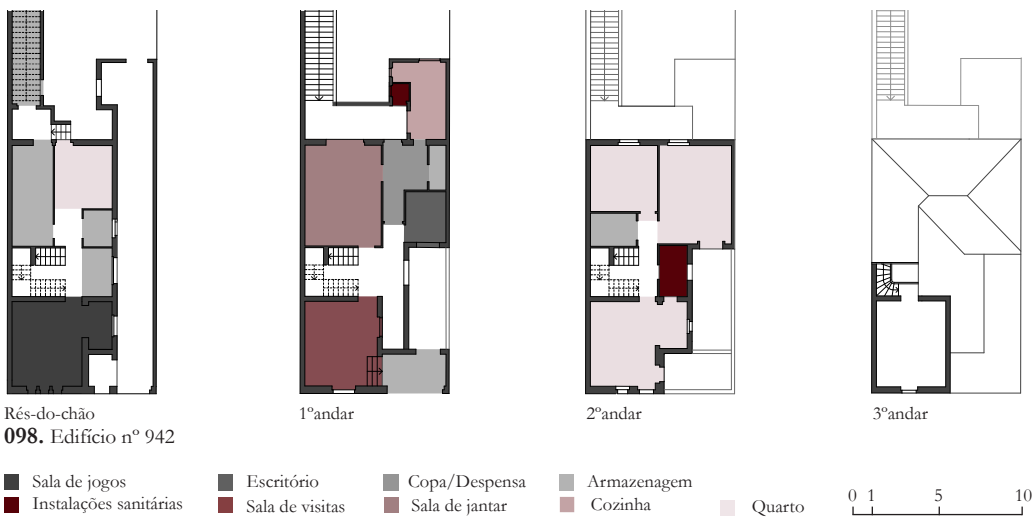 Rés-do-chão
1ºandar
2ºandar
3ºandar
098. Edifício nº 942
Sala de jogos
Escritório
Copa/Despensa
Armazenagem
Instalações sanitárias
Sala de visitas
Sala de jantar
Cozinha
Quarto
0 1 5 10